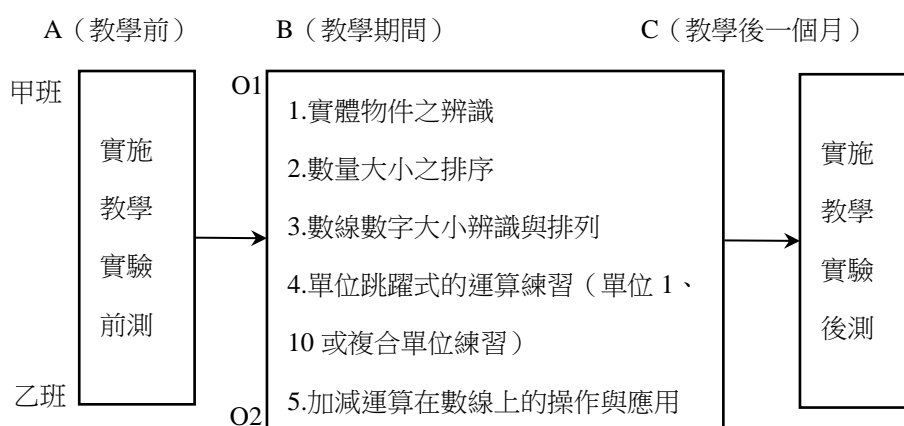 A（教學前）
B（教學期間）
C（教學後一個月）
甲班
乙班
實施
教學
實驗
前測
O1
O2
1.實體物件之辨識
2.數量大小之排序
3.數線數字大小辨識與排列
4.單位跳躍式的運算練習（單位 1、
10 或複合單位練習）
5.加減運算在數線上的操作與應用
實施
教學
實驗
後測